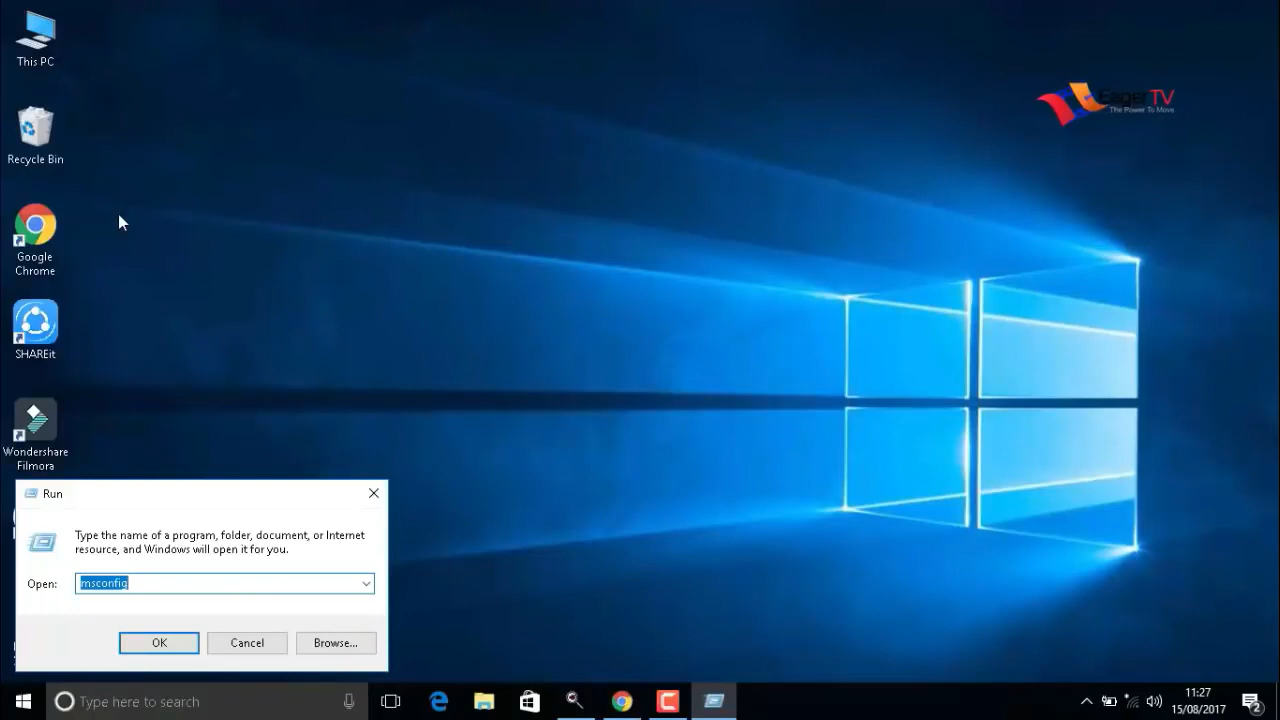 This PC
Recycle Bin
Google
Chrome
SHAREit
Wondershare
Filmora
EagerTV
The Power To Move
Run
Type the name of a program, folder, document, or Internet
resource, and Windows will open it for you.
Open:
msconfig
OK
Cancel
Browse...
Type here to search
11:27
15/08/2017
2